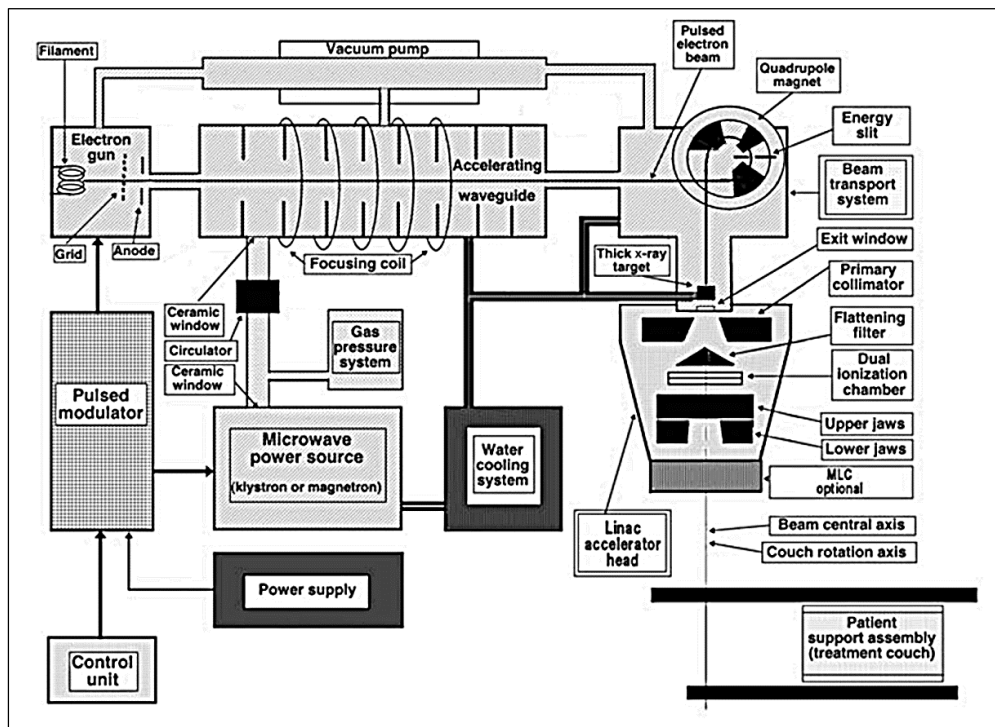 Vacuum pump
Filament
Pulsed
electron
beam
Quadrupole
magnet
Energy
slit
Electron
gun
Accelerating
waveguide
Beam
transport
system
Grid
Anode
Focusing coil
Thick x-ray
target
Exit window
Primary
collimator
Ceramic
window
Circulator
Ceramic
window
Gas
pressure
system
Flattening
filter
Dual
ionization
chamber
Pulsed
modulator
Microwave
power source
(klystron or magnetron)
Water
cooling
system
Upper jaws
Lower jaws
MLC
optional
Linac
accelerator
head
Beam central axis
Couch rotation axis
Power supply
Patient
support assembly
(treatment couch)
Control
unit